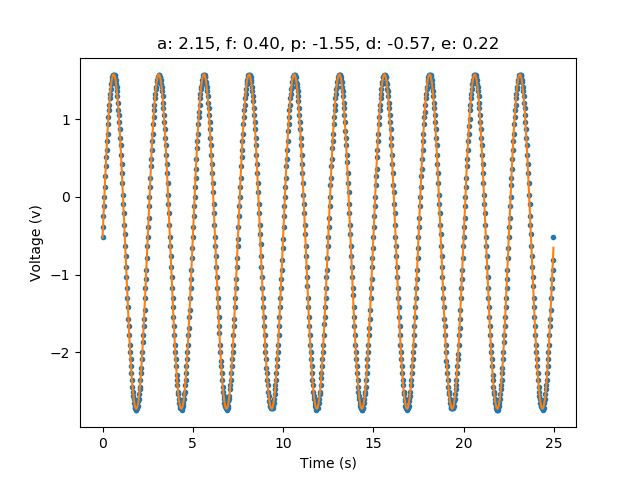 a: 2.15, f: 0.40, p: -1.55, d: -0.57, e: 0.22
1
0
−1
−2
Voltage (v)
0 5 10 15 20 25
Time (s)